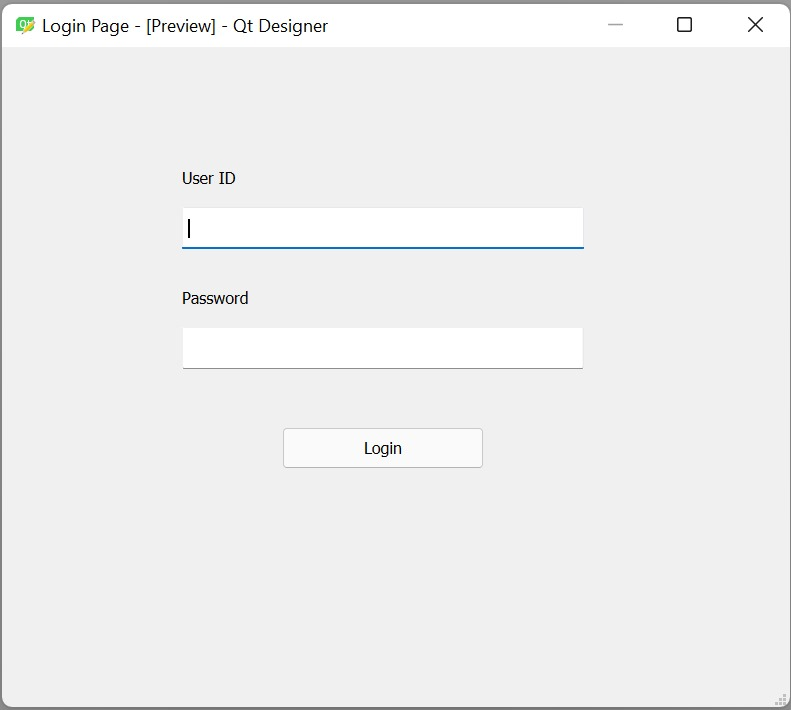 Login Page - [Preview] - Qt Designer
User ID
Password
Login